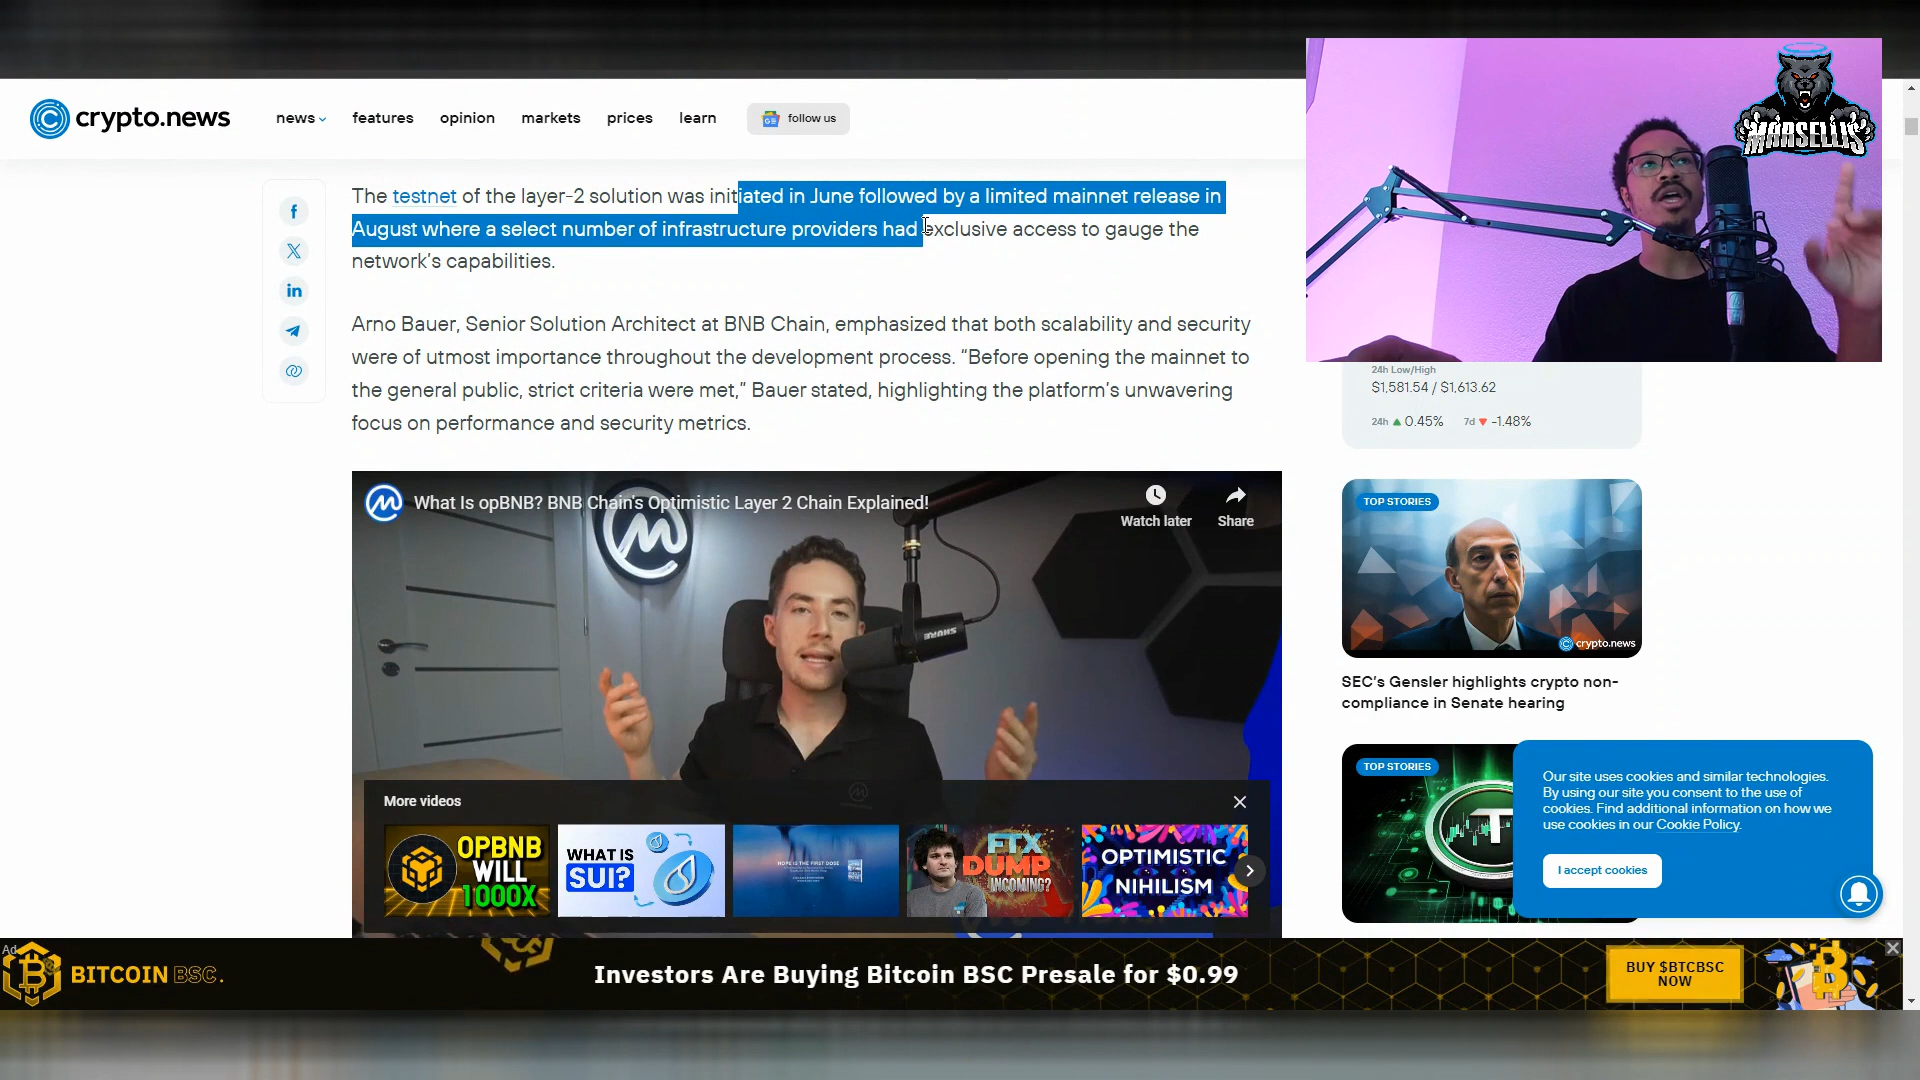 crypto.news
news
features
opinion
markets
prices
learn
follow us
MARSELLIS
The testnet of the layer-2 solution was initiated in June followed by a limited mainnet release in
August where a select number of infrastructure providers had exclusive access to gauge the
network's capabilities.
Arno Bauer, Senior Solution Architect at BNB Chain, emphasized that both scalability and security
were of utmost importance throughout the development process. “Before opening the mainnet to
the general public, strict criteria were met,” Bauer stated, highlighting the platform's unwavering
focus on performance and security metrics.
24h Low/High
$1,581.54 / $1,613.62
24h 0.45% 7d -1.48%
What Is opBNB? BNB Chain's Optimistic Layer 2 Chain Explained!
Watch later
Share
SHURE
More videos
OPBNB
WILL
1000X
WHAT IS
SUI?
HOPE IS THE FIRST DOSE
FTX
DUMP
INCOMING?
OPTIMISTIC
NIHILISM
TOP STORIES
crypto.news
SEC's Gensler highlights crypto non-
compliance in Senate hearing
TOP STORIES
Our site uses cookies and similar technologies.
By using our site you consent to the use of
cookies. Find additional information on how we
use cookies in our Cookie Policy.
I accept cookies
Ad
BITCOIN BSC.
Investors Are Buying Bitcoin BSC Presale for $0.99
BUY $BTCBSC
NOW